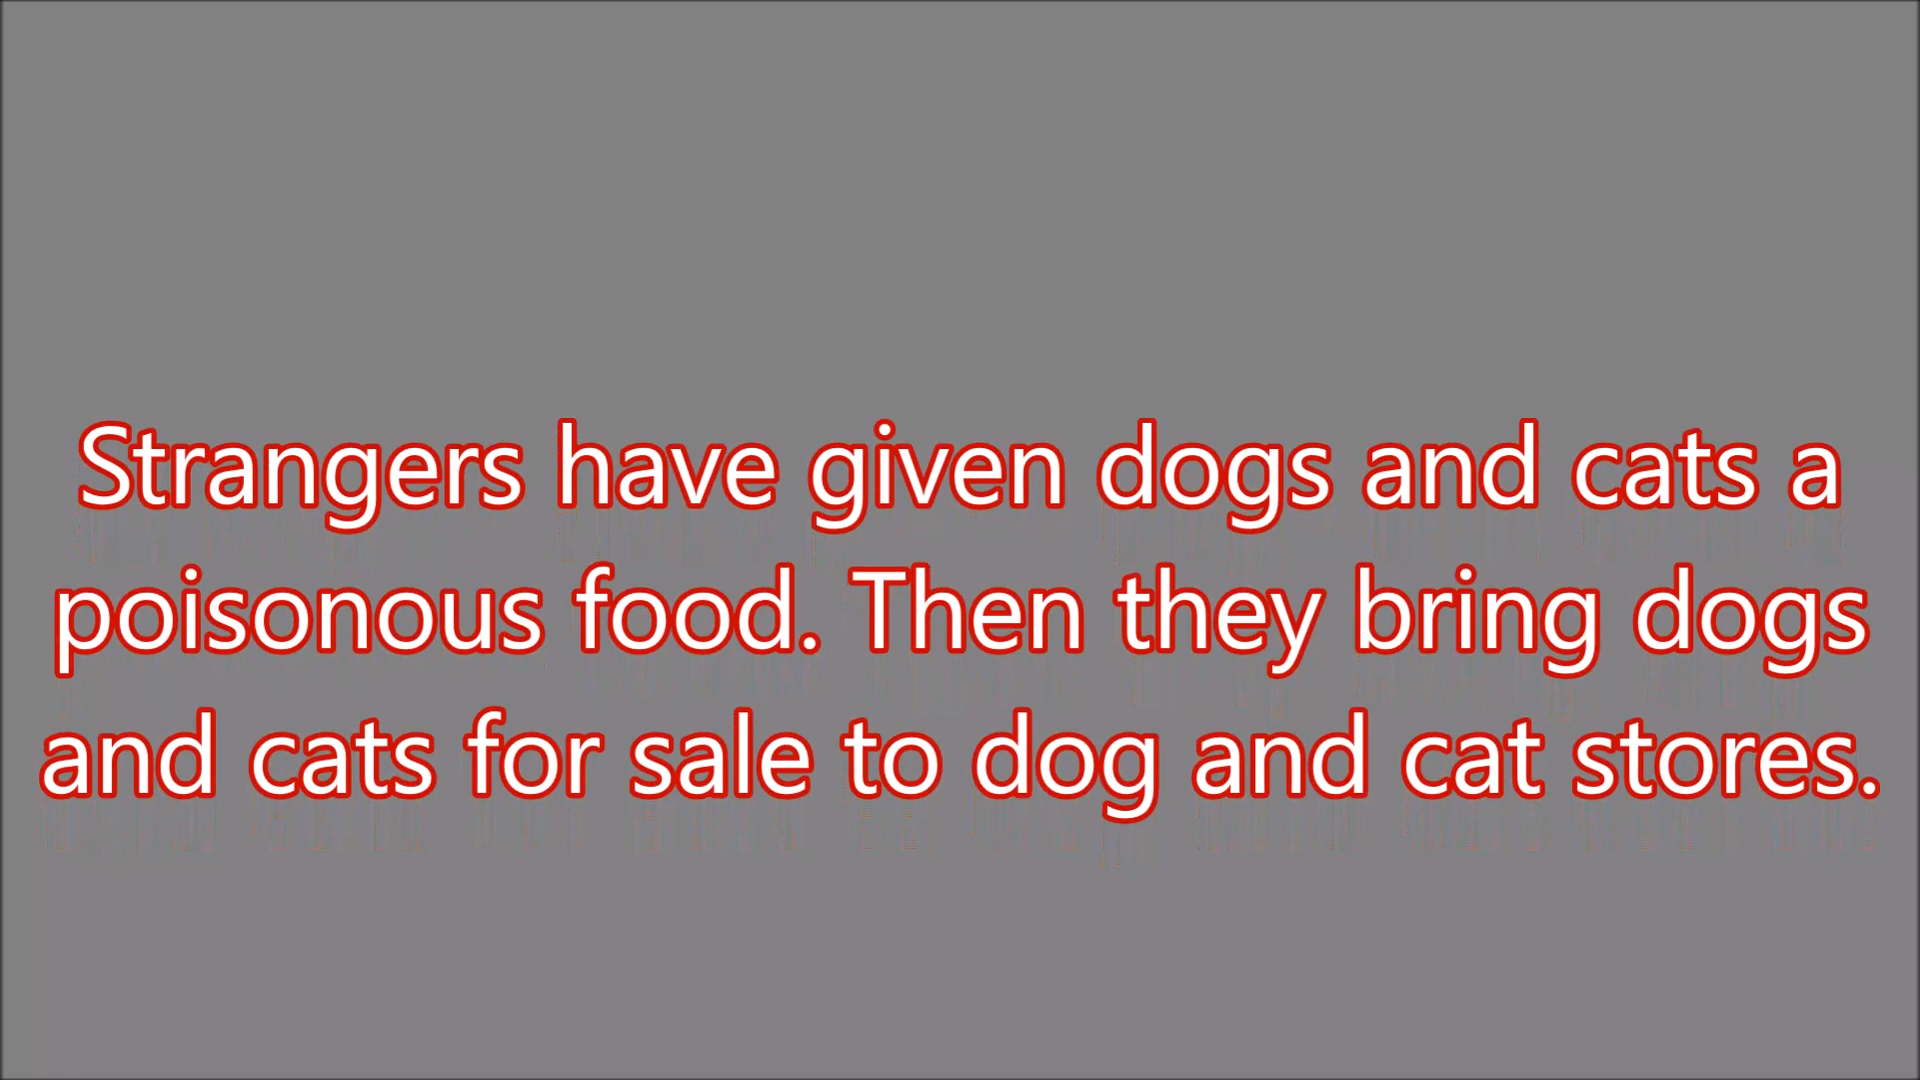 Strangers have given dogs and cats a
poisonous food. Then they bring dogs
and cats for sale to dog and cat stores.